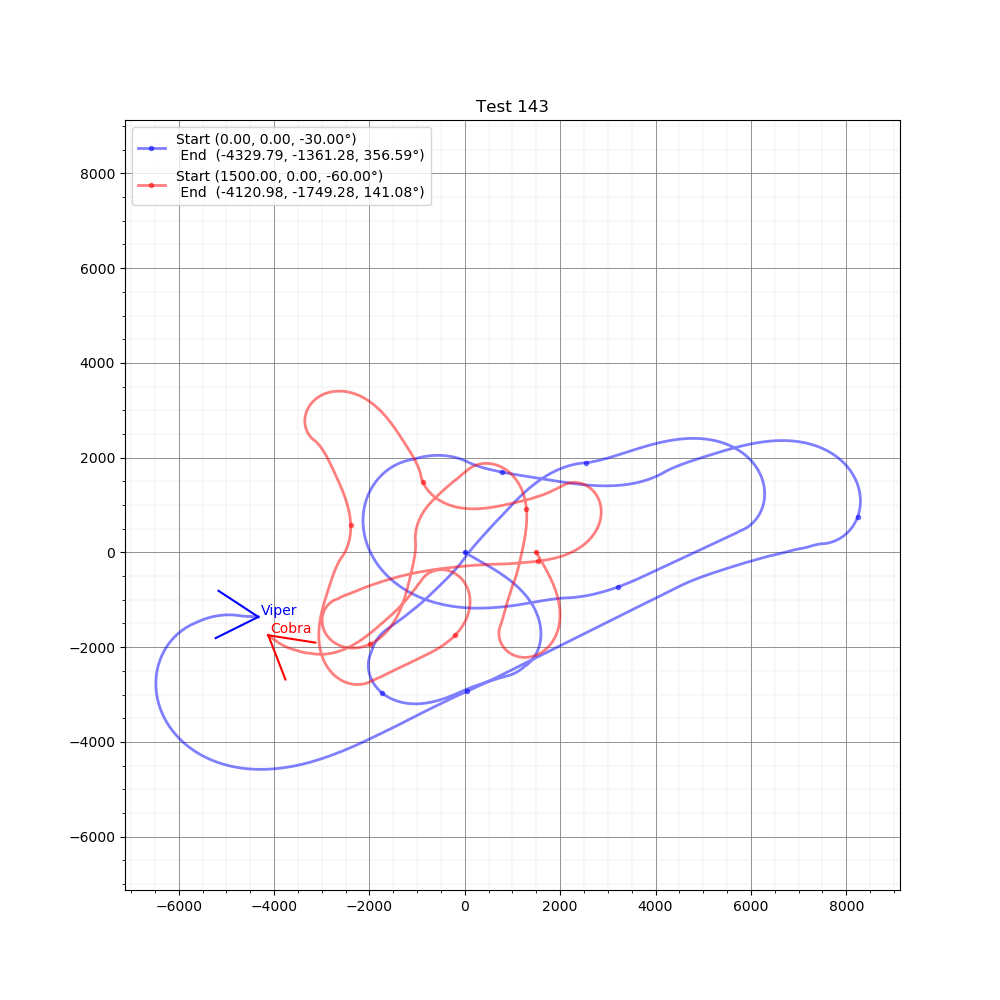 Test 143
Start (0.00, 0.00, -30.00°)
End (-4329.79, -1361.28, 356.59°)
Start (1500.00, 0.00, -60.00°)
End (-4120.98, -1749.28, 141.08°)
8000
6000
4000
2000
0
−2000
−4000
−6000
Viper
Cobra
−6000 −4000 −2000 0 2000 4000 6000 8000